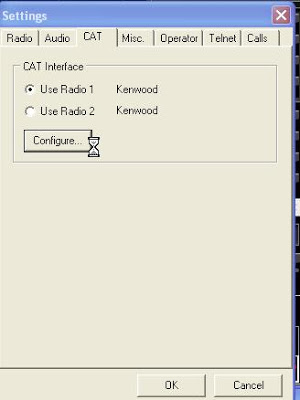 Settings
Radio Audio CAT Misc. Operator Telnet Calls
CAT Interface
Use Radio 1 Kenwood
Use Radio 2 Kenwood
Configure...
OK Cancel